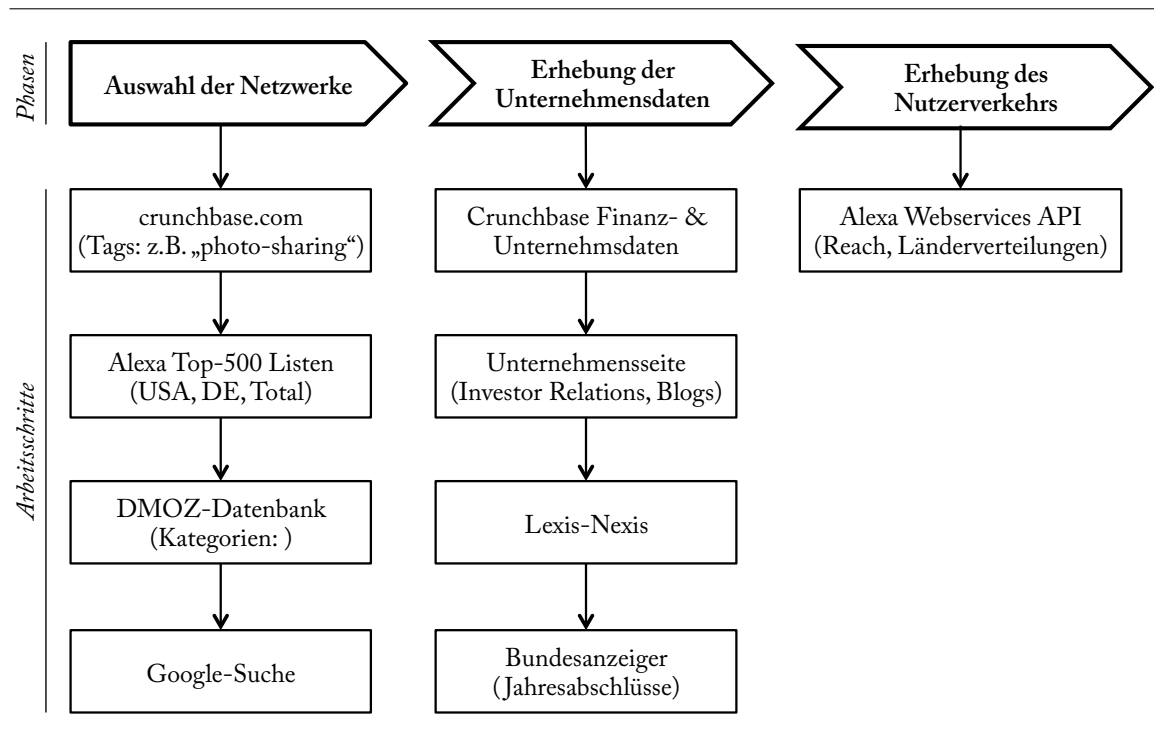 Phasen
Auswahl der Netzwerke
Erhebung der
Unternehmensdaten
Erhebung des
Nutzerverkehrs
Arbeitsschritte
crunchbase.com
(Tags: z.B. „photo-sharing“)
Alexa Top-500 Listen
(USA, DE, Total)
DMOZ-Datenbank
(Kategorien: )
Google-Suche
Crunchbase Finanz- &
Unternehmsdaten
Unternehmensseite
(Investor Relations, Blogs)
Lexis-Nexis
Bundesanzeiger
(Jahresabschlüsse)
Alexa Webservices API
(Reach, Länderverteilungen)